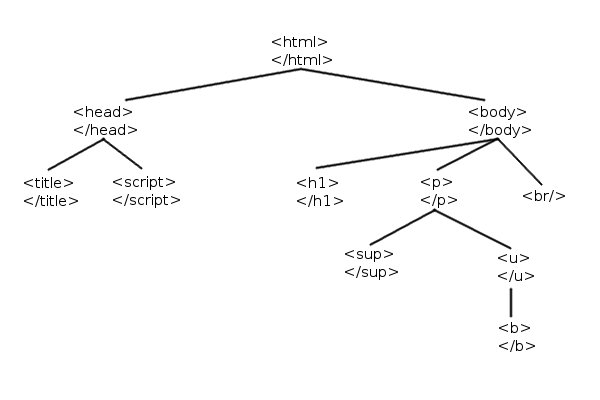 <html>
</html>
<head>
</head>
<body>
</body>
<title>
</title>
<script>
</script>
<h1>
</h1>
<p>
</p>
<br/>
<sup>
</sup>
<u>
</u>
<b>
</b>